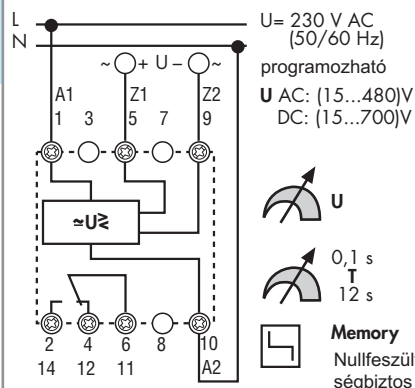 L
N
U= 230 V AC
(50/60 Hz)
~ + U – ~
programozható
U AC: (15...480)V
DC: (15...700)V
A1 Z1 Z2
1 3 5 7 9
≃U≷
U
0,1 s
T
12 s
2 4 6 8 10
14 12 11 A2
Memory
Nullfeszül
ségbiztos